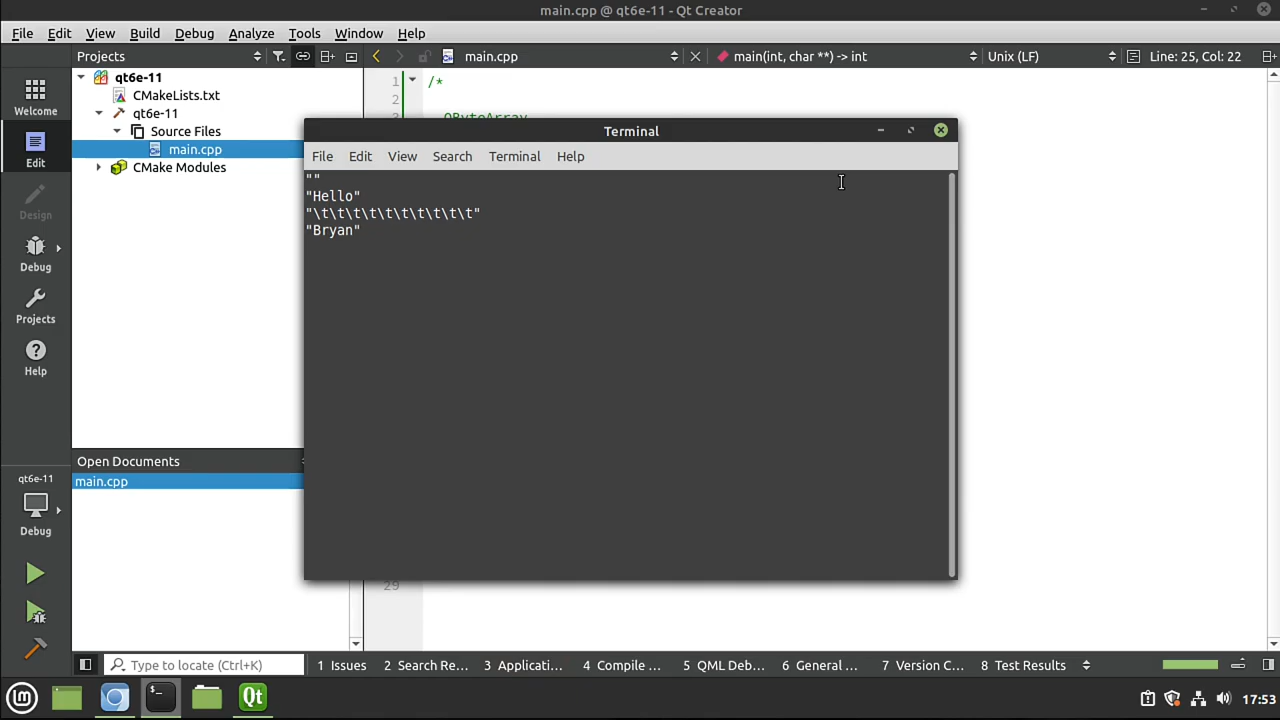 main.cpp @ qt6e-11 - Qt Creator
File Edit View Build Debug Analyze Tools Window Help
Projects main.cpp main(int, char **) -> int Unix (LF) Line: 25, Col: 22
qt6e-11
CMakeLists.txt
qt6e-11
Source Files
main.cpp
CMake Modules
Welcome
Edit
Design
Debug
Projects
Help
qt6e-11
Debug
Open Documents
main.cpp
1 /*
2
3 QByteArray
29
Terminal
File Edit View Search Terminal Help
""
"Hello"
"\t\t\t\t\t\t\t\t\t\t"
"Bryan"
Type to locate (Ctrl+K) 1 Issues 2 Search Re... 3 Applicati... 4 Compile ... 5 QML Deb... 6 General ... 7 Version C... 8 Test Results
17:53